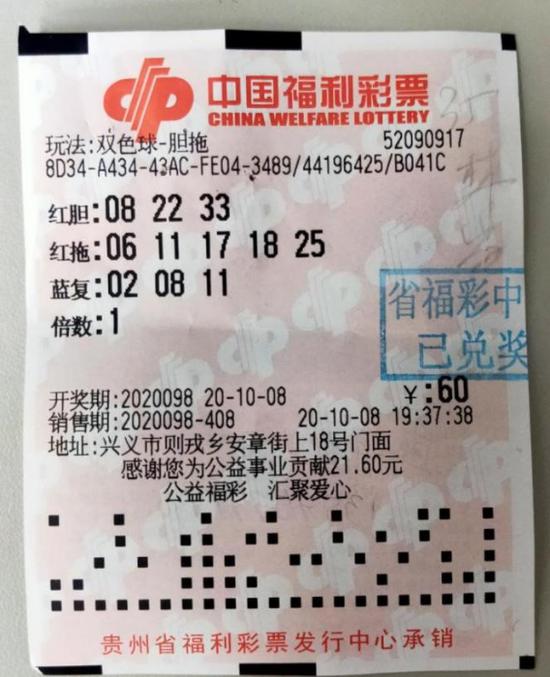 中国福利彩票
CHINA WELFARE LOTTERY
玩法:双色球-胆拖 52090917
8D34-A434-43AC-FE04-3489/44196425/B041C
红胆:08 22 33
红拖:06 11 17 18 25
蓝复:02 08 11
倍数:1
省福彩中
已兑奖
开奖期:2020098 20-10-08 ¥:60
销售期:2020098-408 20-10-08 19:37:38
地址:兴义市则戎乡安章街上18号门面
感谢您为公益事业贡献21.60元
公益福彩 汇聚爱心
贵州省福利彩票发行中心承销